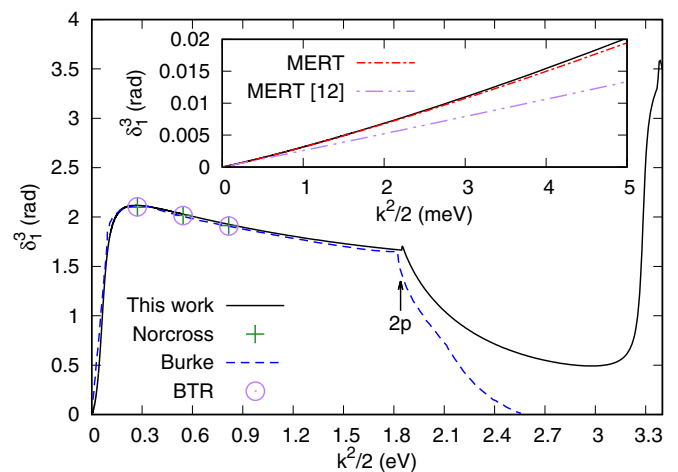 4
3.5
3
2.5
2
1.5
1
0.5
0
δ₁³ (rad)
0 0.3 0.6 0.9 1.2 1.5 1.8 2.1 2.4 2.7 3 3.3
k²/2 (eV)
This work
Norcross
Burke
BTR
2p
0.02
0.015
0.01
0.005
0
δ₁³ (rad)
MERT
MERT [12]
0 1 2 3 4 5
k²/2 (meV)